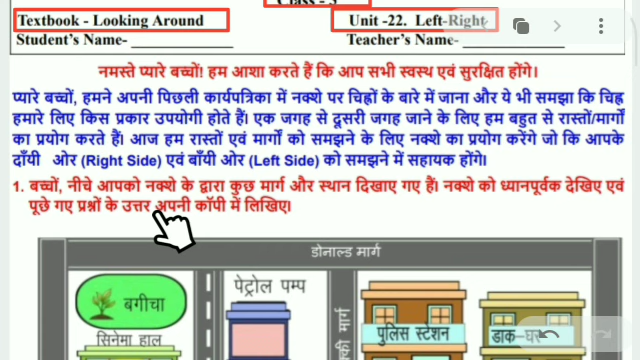 Textbook - Looking Around
Unit -22. Left-Right
Student's Name- ______________
Teacher's Name- ______________
नमस्ते प्यारे बच्चों! हम आशा करते हैं कि आप सभी स्वस्थ एवं सुरक्षित होंगे।
प्यारे बच्चों, हमने अपनी पिछली कार्यपत्रिका में नक्शे पर चिह्नों के बारे में जाना और ये भी समझा कि चिह्न
हमारे लिए किस प्रकार उपयोगी होते हैं। एक जगह से दूसरी जगह जाने के लिए हम बहुत से रास्तों/मार्गों
का प्रयोग करते हैं। आज हम रास्तों एवं मार्गों को समझने के लिए नक्शे का प्रयोग करेंगे जो कि आपके
दाँयी ओर (Right Side) एवं बाँयी ओर (Left Side) को समझने में सहायक होंगे।
1. बच्चों, नीचे आपको नक्शे के द्वारा कुछ मार्ग और स्थान दिखाए गए हैं। नक्शे को ध्यानपूर्वक देखिए एवं
पूछे गए प्रश्नों के उत्तर अपनी कॉपी में लिखिए।
डोनाल्ड मार्ग
बगीचा
पेट्रोल पम्प
सिनेमा हाल
मार्ग
पुलिस स्टेशन
डाक-घर